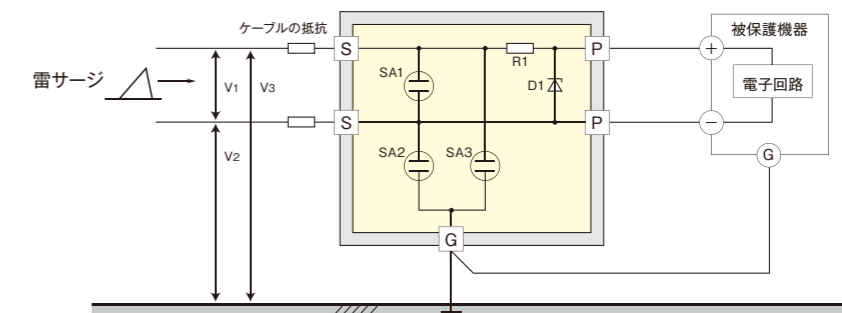 ケーブルの抵抗
被保護機器
S
P
+
R1
SA1
D1
電子回路
雷サージ
V1
V3
S
P
−
V2
SA2
SA3
G
G